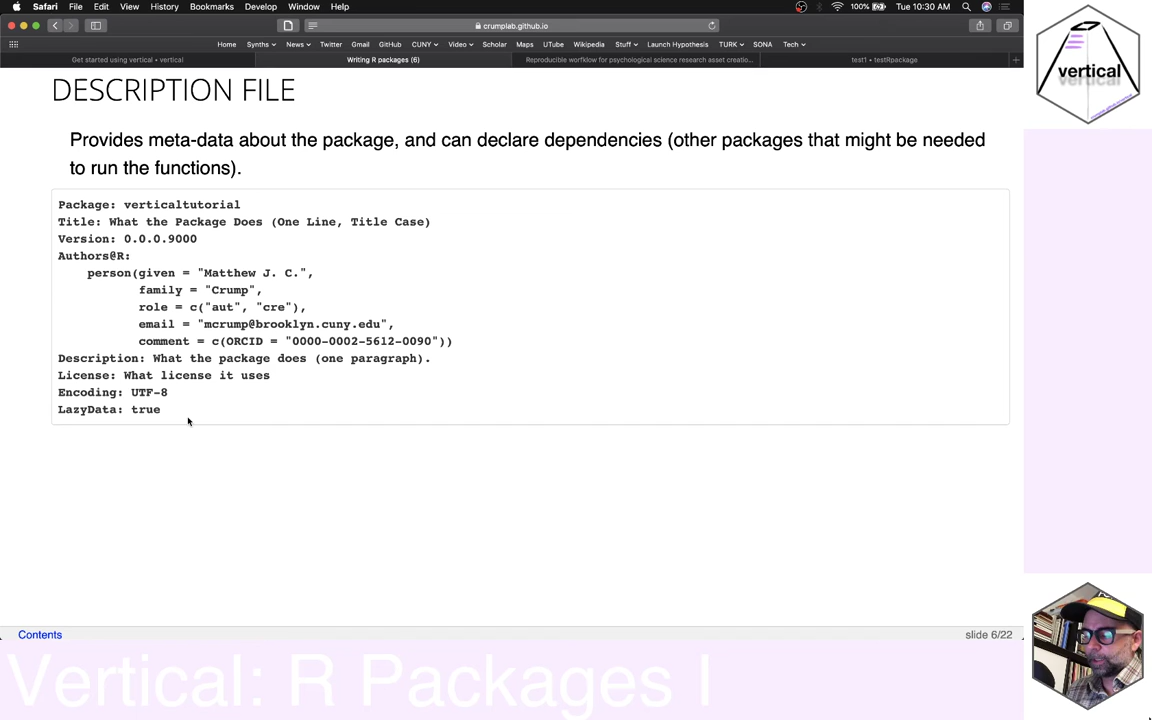 Safari File Edit View History Bookmarks Develop Window Help 100% Tue 10:30 AM
crumplab.github.io
Home Synths News Twitter Gmail GitHub CUNY Video Scholar Maps UTube Wikipedia Stuff Launch Hypothesis TURK SONA Tech
Get started using vertical • vertical Writing R packages (6) Reproducible worfklow for psychological science research asset creatio... test1 • testRpackage
DESCRIPTION FILE
Provides meta-data about the package, and can declare dependencies (other packages that might be needed
to run the functions).
Package: verticaltutorial
Title: What the Package Does (One Line, Title Case)
Version: 0.0.0.9000
Authors@R:
person(given = "Matthew J. C.",
family = "Crump",
role = c("aut", "cre"),
email = "mcrump@brooklyn.cuny.edu",
comment = c(ORCID = "0000-0002-5612-0090"))
Description: What the package does (one paragraph).
License: What license it uses
Encoding: UTF-8
LazyData: true
Contents slide 6/22
Vertical: R Packages I
vertical